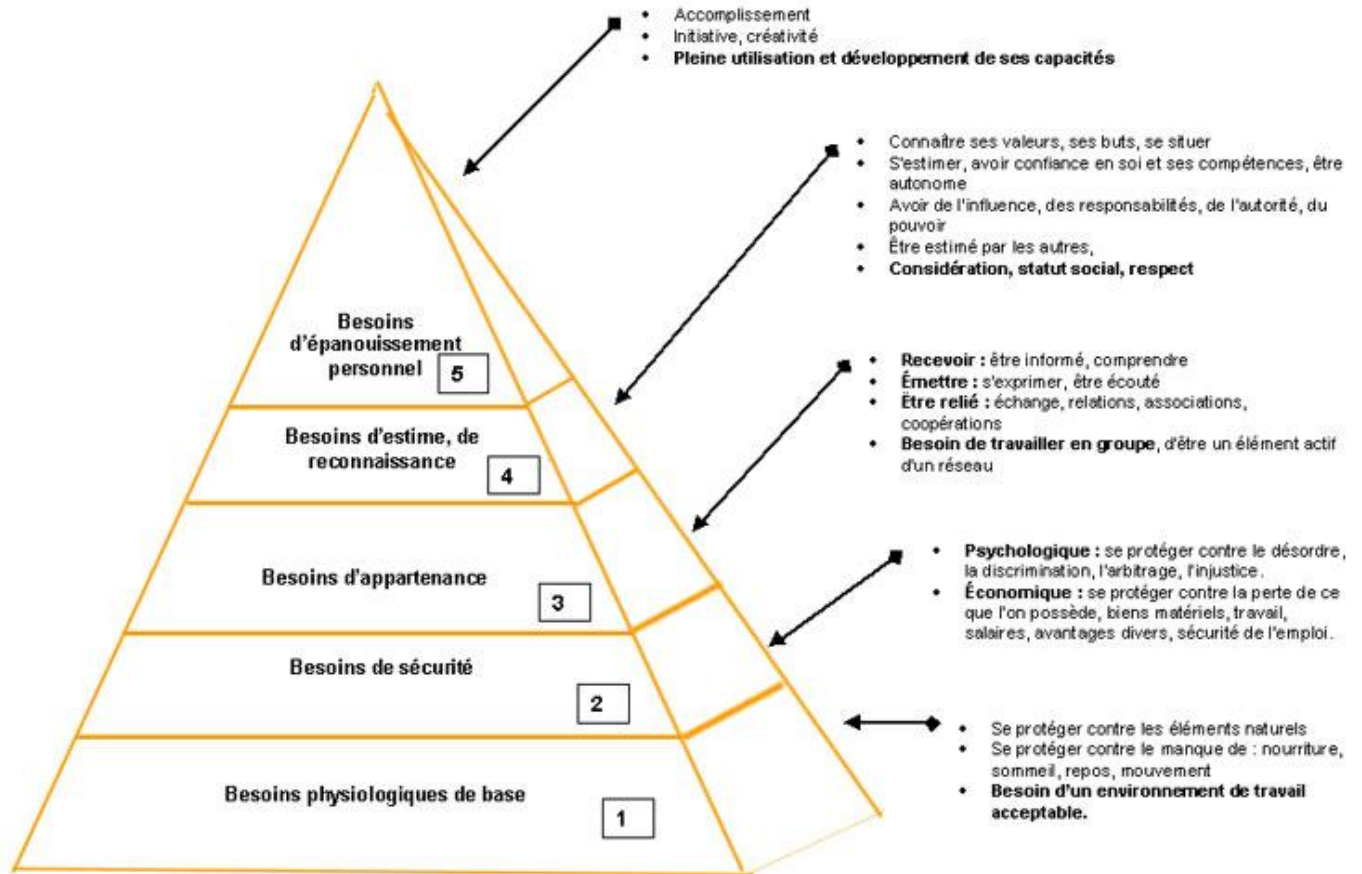 • Accomplissement
• Initiative, créativité
• Pleine utilisation et développement de ses capacités
• Connaître ses valeurs, ses buts, se situer
• S'estimer, avoir confiance en soi et ses compétences, être
autonome
• Avoir de l'influence, des responsabilités, de l'autorité, du
pouvoir
• Être estimé par les autres,
• Considération, statut social, respect
Besoins
d'épanouissement
personnel
5
• Recevoir : être informé, comprendre
• Émettre : s'exprimer, être écouté
• Être relié : échange, relations, associations,
coopérations
• Besoin de travailler en groupe, d'être un élément actif
d'un réseau
Besoins d'estime, de
reconnaissance
4
• Psychologique : se protéger contre le désordre,
la discrimination, l'arbitrage, l'injustice.
• Économique : se protéger contre la perte de ce
que l'on possède, biens matériels, travail,
salaires, avantages divers, sécurité de l'emploi.
Besoins d'appartenance
3
Besoins de sécurité
2
• Se protéger contre les éléments naturels
• Se protéger contre le manque de : nourriture,
sommeil, repos, mouvement
• Besoin d'un environnement de travail
acceptable.
Besoins physiologiques de base
1